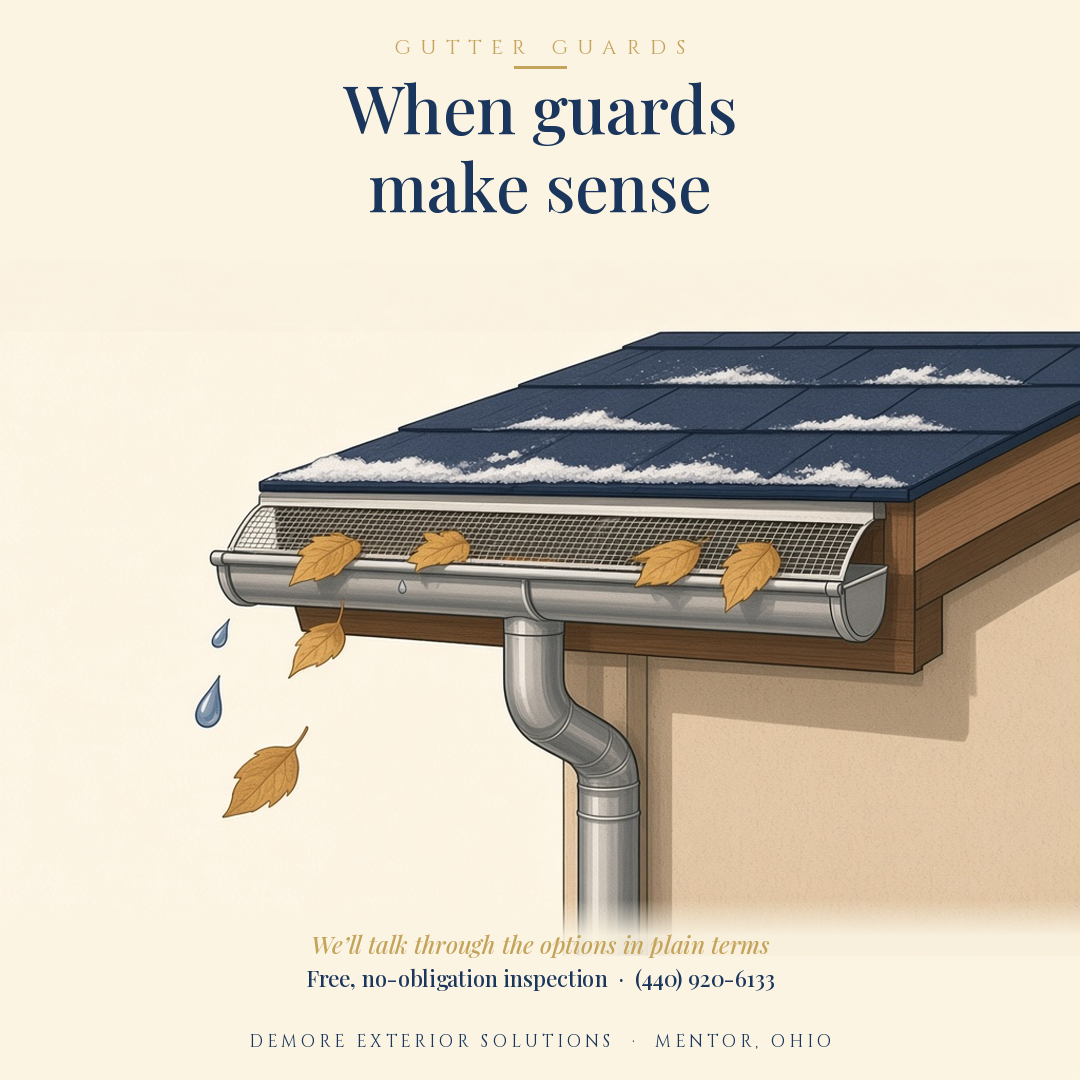 GUTTER GUARDS
When guards
make sense
We’ll talk through the options in plain terms
Free, no-obligation inspection · (440) 920-6133
DEMORE EXTERIOR SOLUTIONS · MENTOR, OHIO